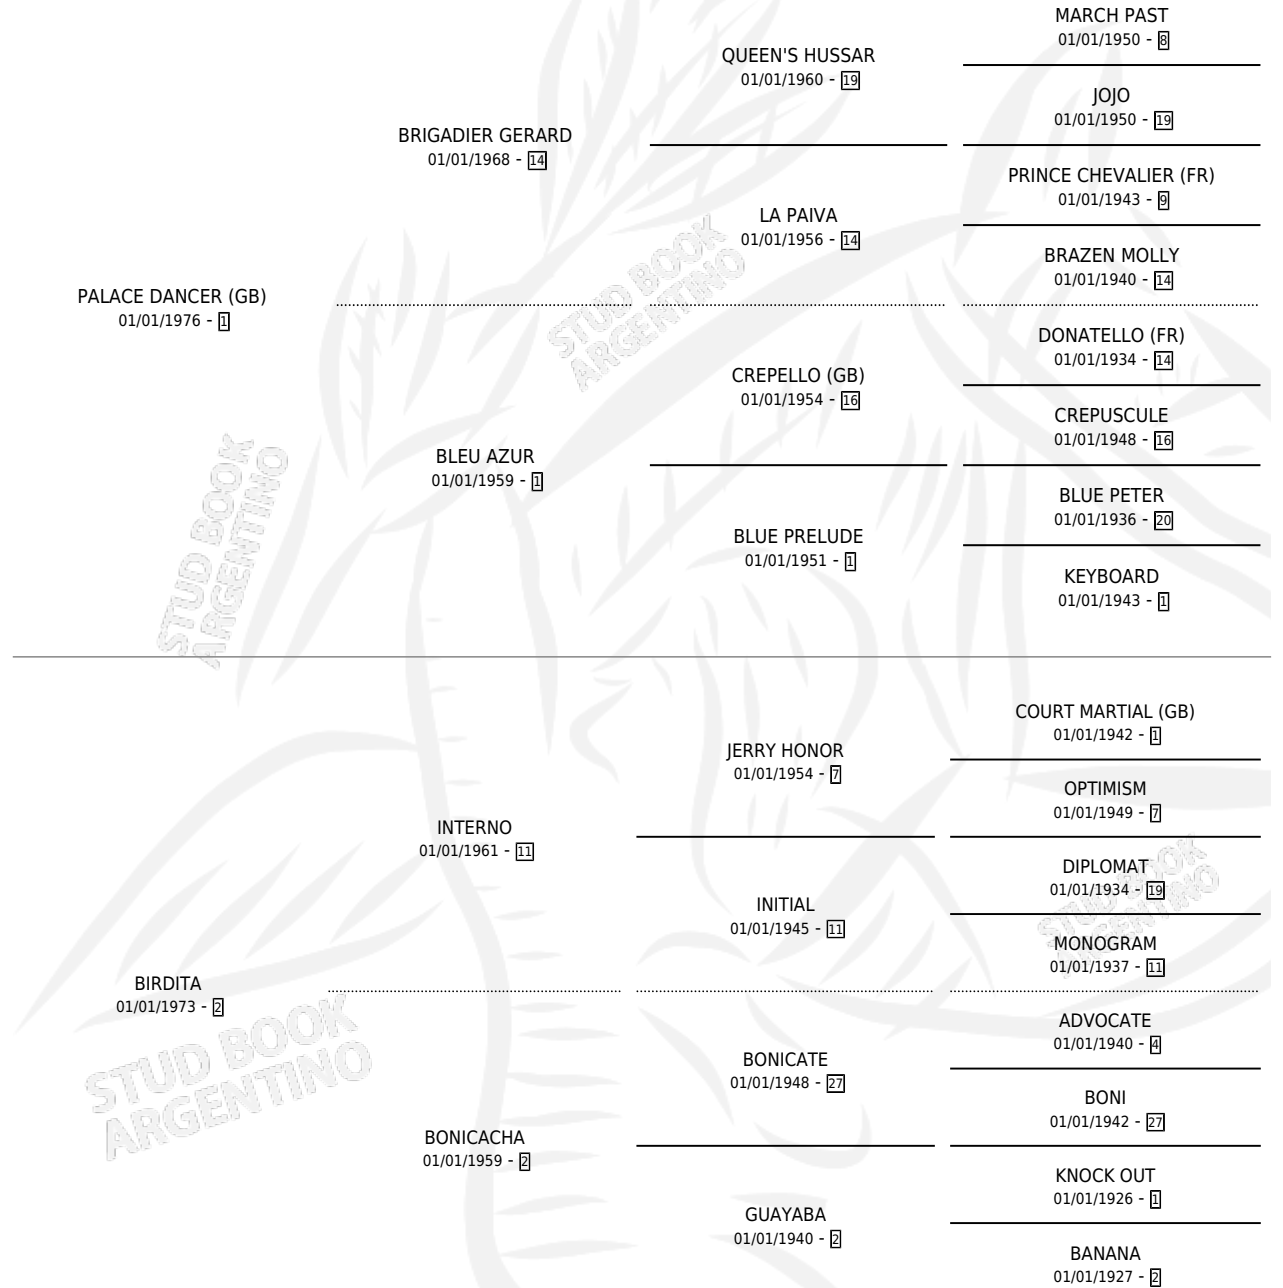 MARCH PAST
01/01/1950 - 8
QUEEN'S HUSSAR
01/01/1960 - 19
JOJO
01/01/1950 - 19
BRIGADIER GERARD
01/01/1968 - 14
PRINCE CHEVALIER (FR)
01/01/1943 - 9
LA PAIVA
01/01/1956 - 14
BRAZEN MOLLY
01/01/1940 - 14
PALACE DANCER (GB)
01/01/1976 - 1
DONATELLO (FR)
01/01/1934 - 14
CREPELLO (GB)
01/01/1954 - 16
CREPUSCULE
01/01/1948 - 16
BLEU AZUR
01/01/1959 - 1
BLUE PETER
01/01/1936 - 20
BLUE PRELUDE
01/01/1951 - 1
KEYBOARD
01/01/1943 - 1
COURT MARTIAL (GB)
01/01/1942 - 1
JERRY HONOR
01/01/1954 - 7
OPTIMISM
01/01/1949 - 7
INTERNO
01/01/1961 - 11
DIPLOMAT
01/01/1934 - 19
INITIAL
01/01/1945 - 11
MONOGRAM
01/01/1937 - 11
BIRDITA
01/01/1973 - 2
ADVOCATE
01/01/1940 - 4
BONICATE
01/01/1948 - 27
BONI
01/01/1942 - 27
BONICACHA
01/01/1959 - 2
KNOCK OUT
01/01/1926 - 1
GUAYABA
01/01/1940 - 2
BANANA
01/01/1927 - 2
STUD BOOK
ARGENTINO
STUD BOOK
ARGENTINO
STUD BOOK
ARGENTINO
STUD BOOK
ARGENTINO